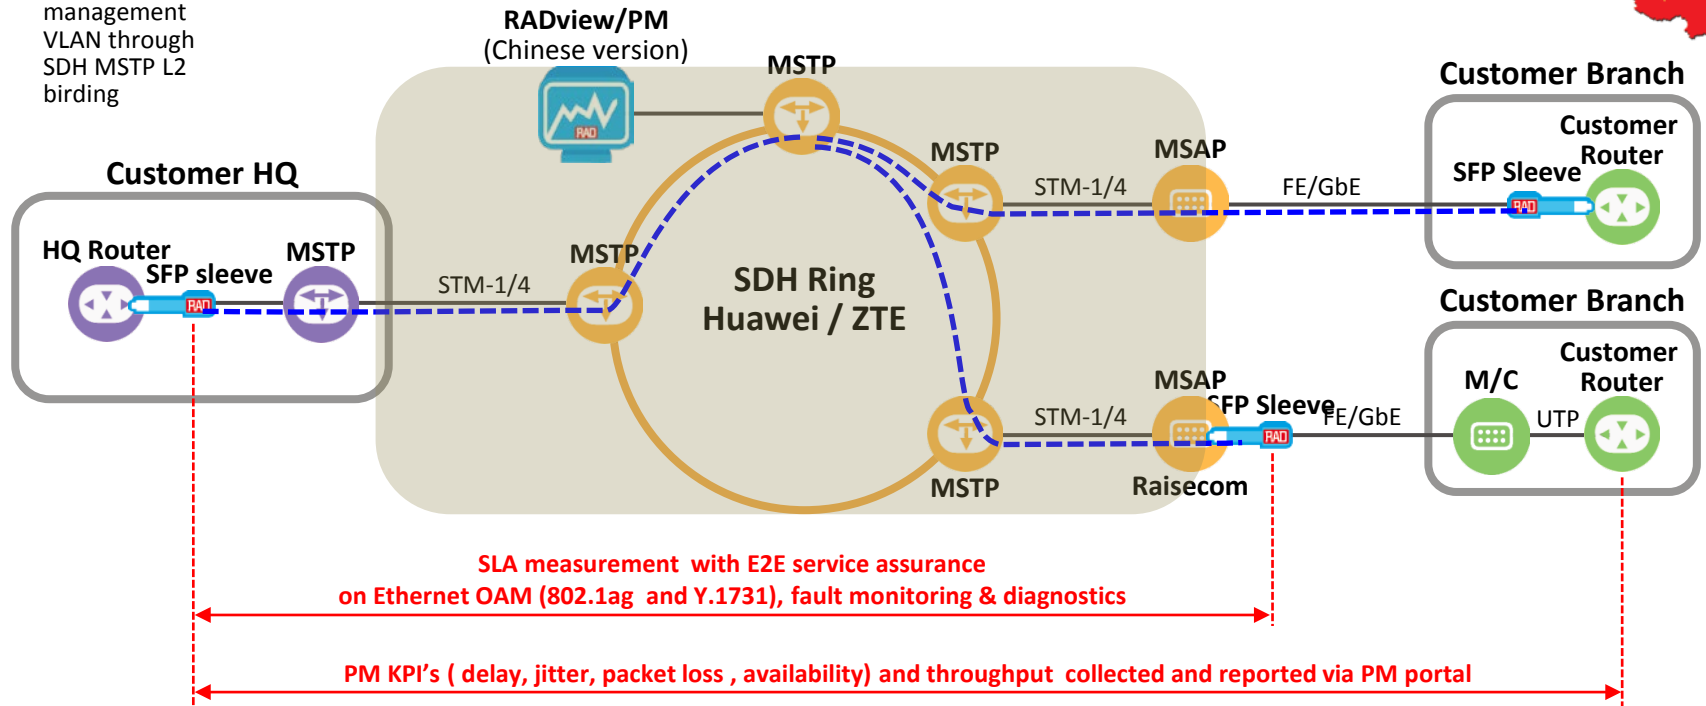 management
VLAN through
SDH MSTP L2
birding
RADview/PM
(Chinese version)
RAD
MSTP
Customer HQ
HQ Router
SFP sleeve
RAD
MSTP
STM-1/4
MSTP
SDH Ring
Huawei / ZTE
MSTP
STM-1/4
MSAP
FE/GbE
Customer Branch
Customer
Router
SFP Sleeve
RAD
MSTP
STM-1/4
MSAP
SFP Sleeve
RAD
Raisecom
FE/GbE
Customer Branch
Customer
Router
M/C
UTP
SLA measurement with E2E service assurance
on Ethernet OAM (802.1ag and Y.1731), fault monitoring & diagnostics
PM KPI's ( delay, jitter, packet loss , availability) and throughput collected and reported via PM portal